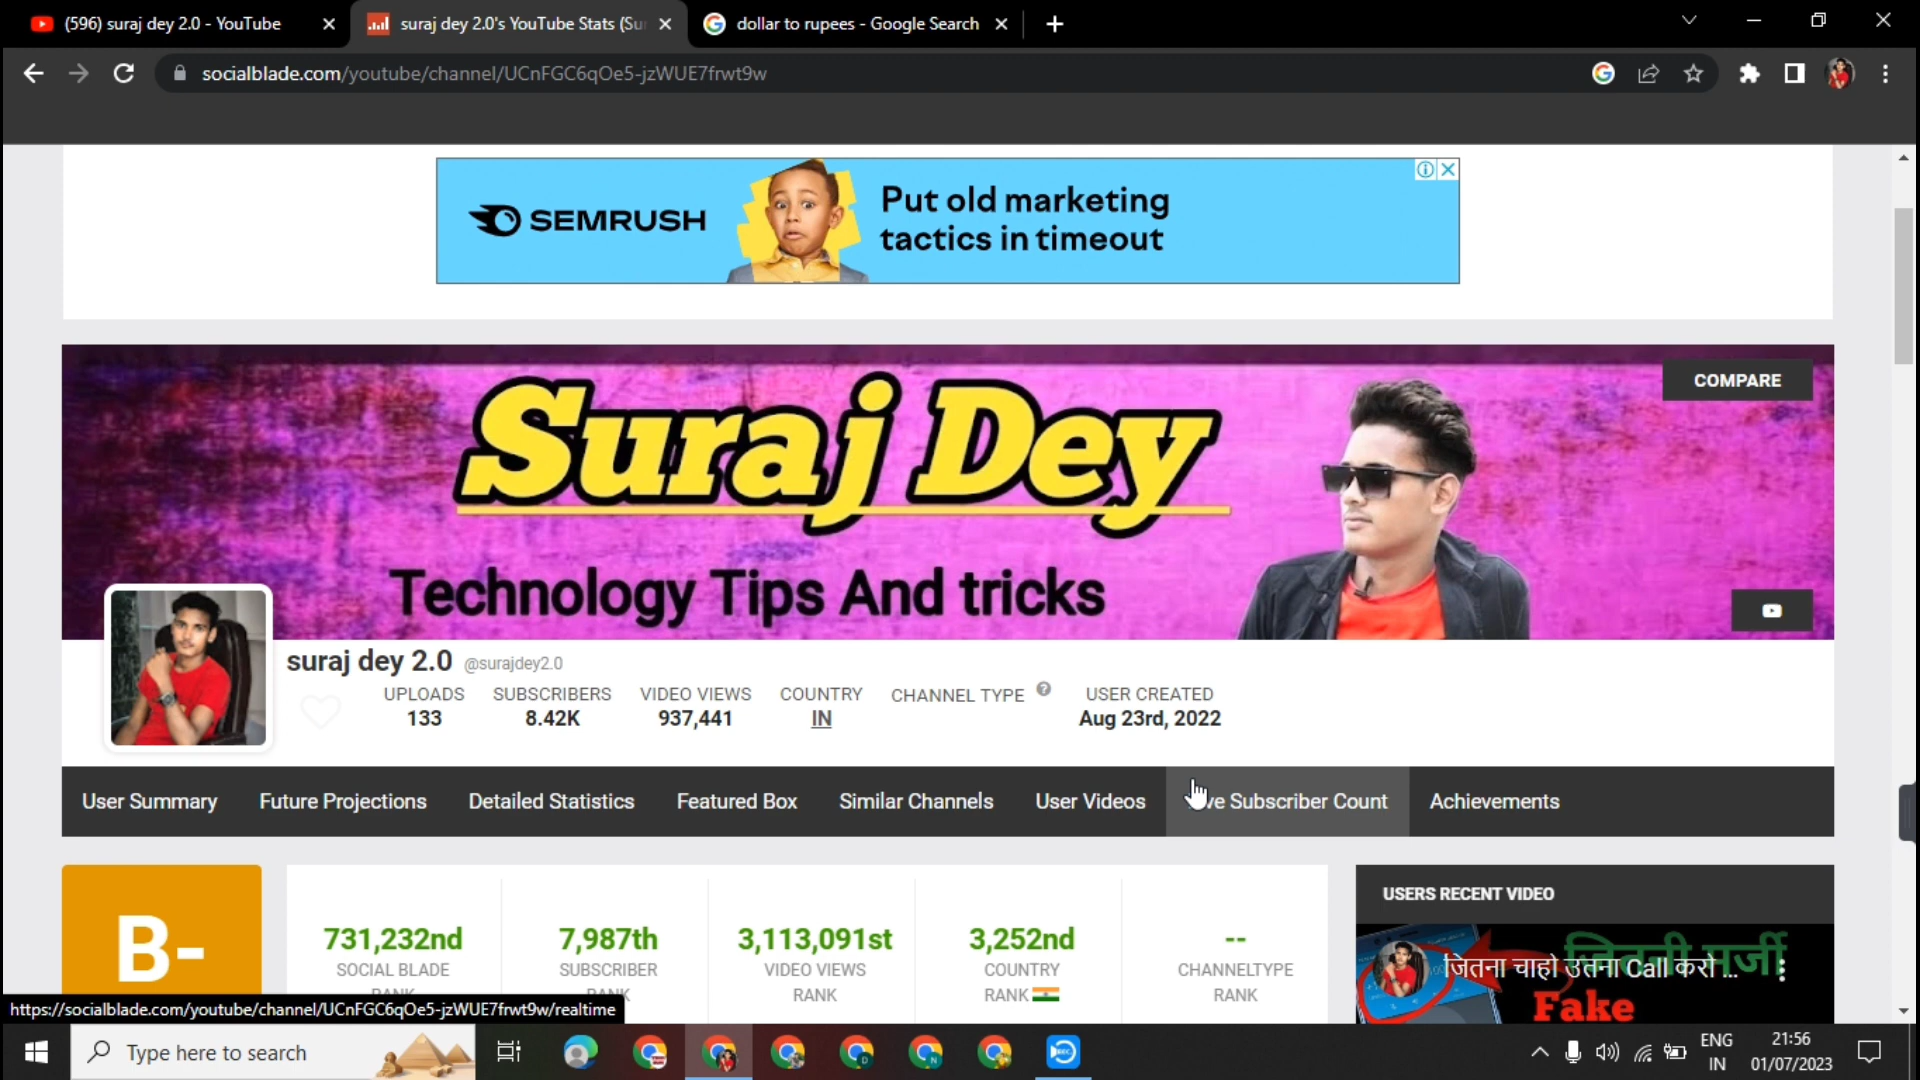 (596) suraj dey 2.0 - YouTube
suraj dey 2.0's YouTube Stats (Su
dollar to rupees - Google Search
socialblade.com/youtube/channel/UCnFGC6qOe5-jzWUE7frwt9w
SEMRUSH
Put old marketing
tactics in timeout
COMPARE
Suraj Dey
Technology Tips And tricks
suraj dey 2.0 @surajdey2.0
UPLOADS SUBSCRIBERS VIDEO VIEWS COUNTRY CHANNEL TYPE USER CREATED
133 8.42K 937,441 IN Aug 23rd, 2022
User Summary Future Projections Detailed Statistics Featured Box Similar Channels User Videos Subscriber Count Achievements
B-
731,232nd 7,987th 3,113,091st 3,252nd --
SOCIAL BLADE SUBSCRIBER VIDEO VIEWS COUNTRY CHANNELTYPE
RANK RANK RANK RANK RANK
USERS RECENT VIDEO
जितना चाहो उतना Call करो ...
जितनी मर्जी
Fake
https://socialblade.com/youtube/channel/UCnFGC6qOe5-jzWUE7frwt9w/realtime
Type here to search
ENG
IN
21:56
01/07/2023